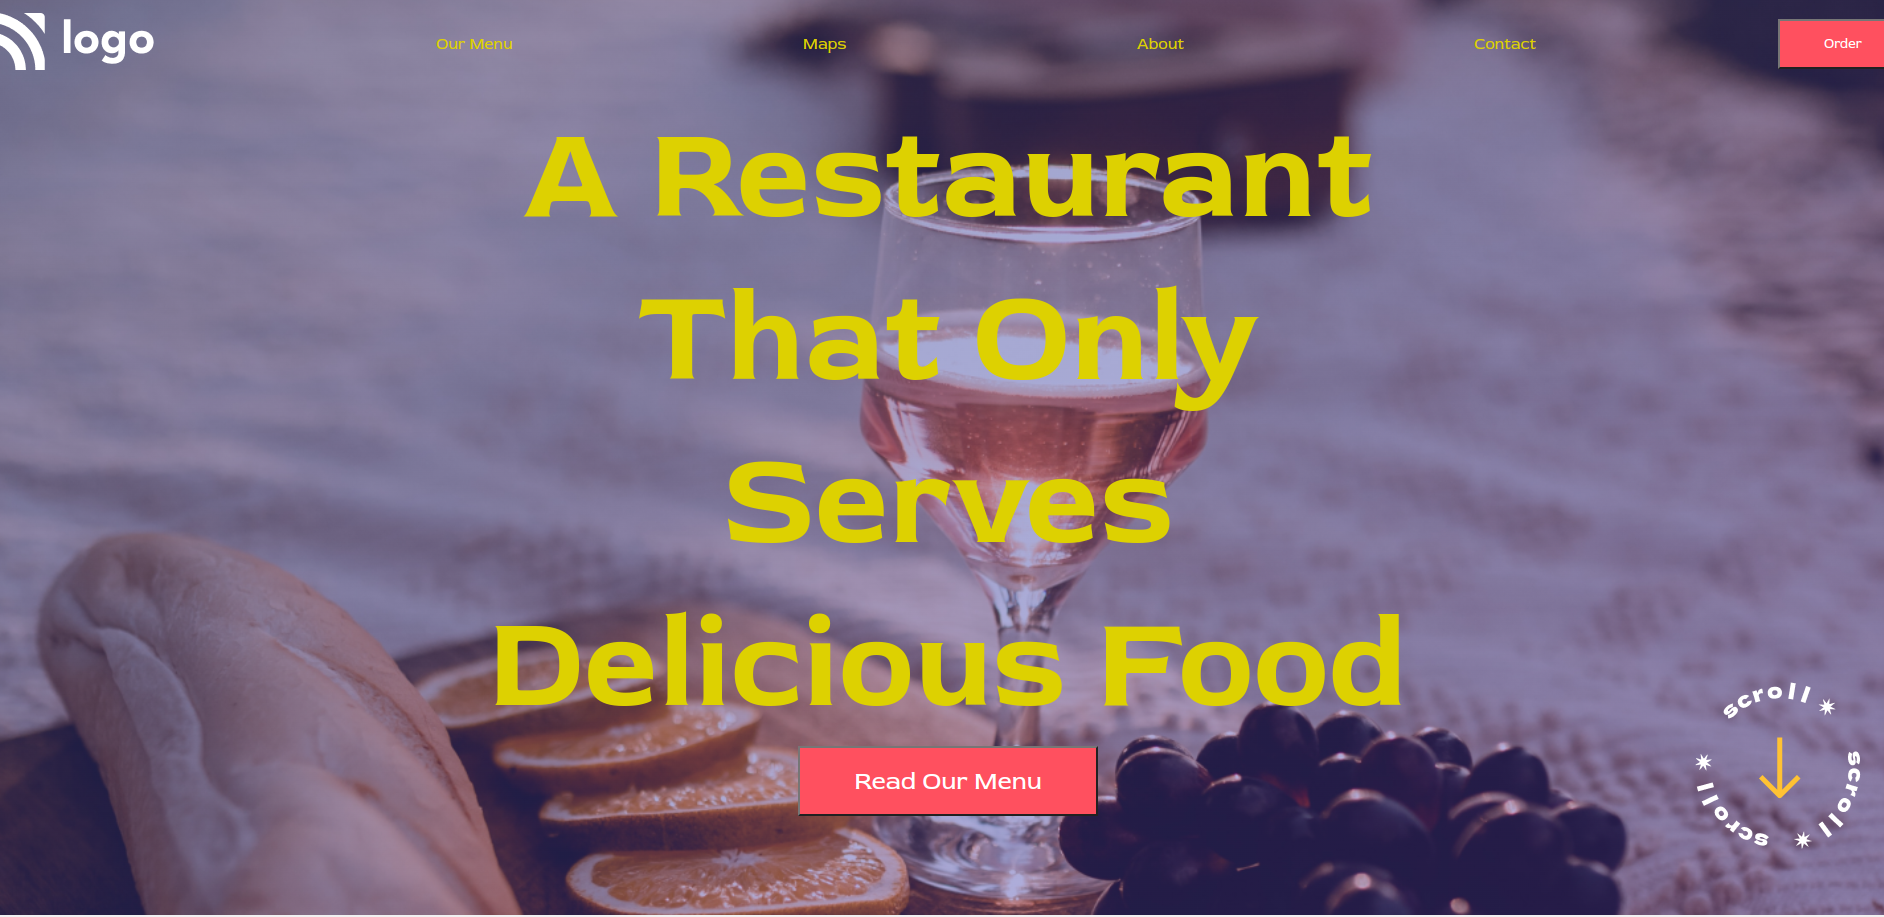 logo
Our Menu
Maps
About
Contact
Order
A Restaurant
That Only
Serves
Delicious Food
Read Our Menu
scroll
scroll
scroll